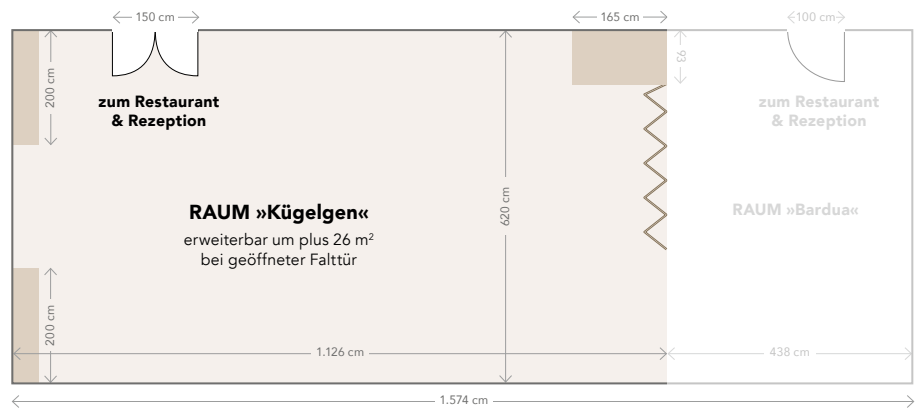 150 cm
165 cm
100 cm
200 cm
93
zum Restaurant
& Rezeption
zum Restaurant
& Rezeption
RAUM »Kügelgen«
erweiterbar um plus 26 m²
bei geöffneter Falttür
620 cm
RAUM »Bardua«
200 cm
1.126 cm
438 cm
1.574 cm